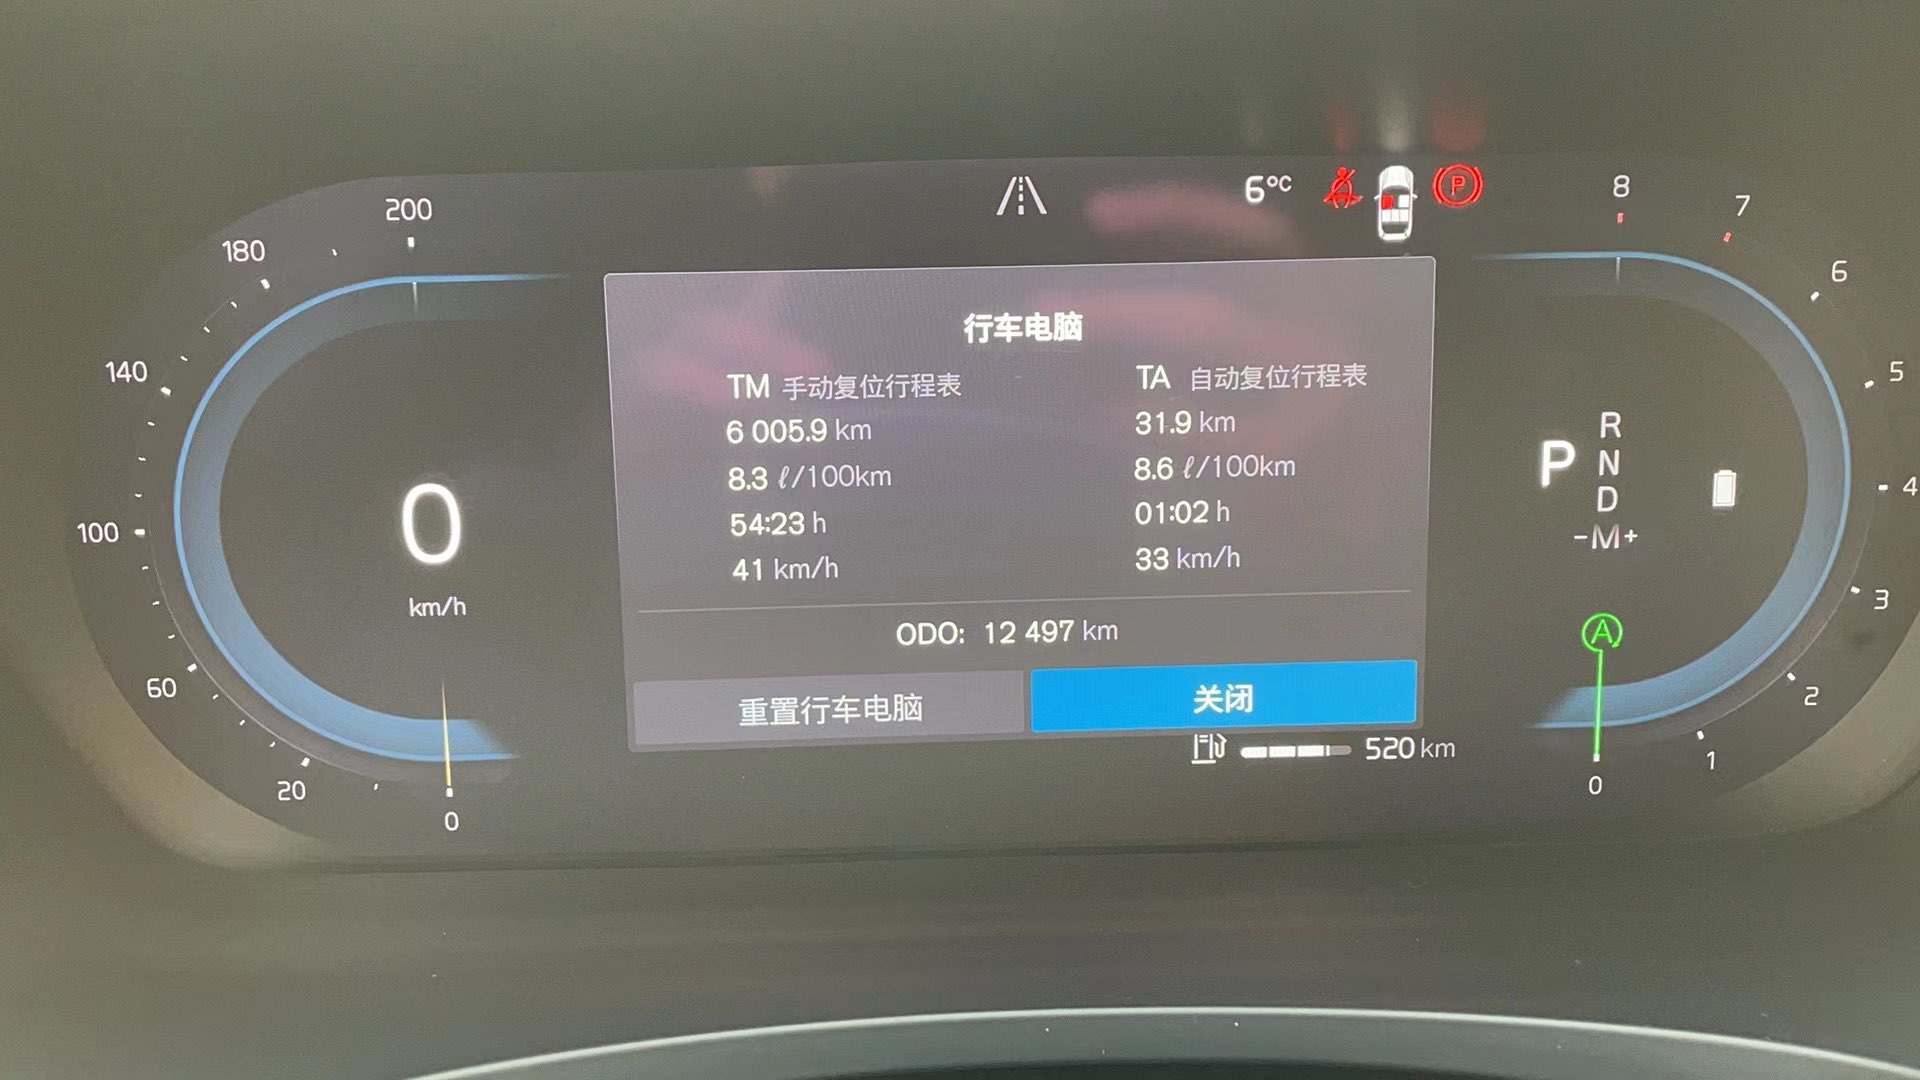 200
180
140
100
60
20
0
0
km/h
6°C
P
行车电脑
TM 手动复位行程表
6 005.9 km
8.3 ℓ/100km
54:23 h
41 km/h
TA 自动复位行程表
31.9 km
8.6 ℓ/100km
01:02 h
33 km/h
ODO: 12 497 km
重置行车电脑
关闭
520 km
8
7
6
5
4
3
2
1
0
P
R
N
D
-M+
A